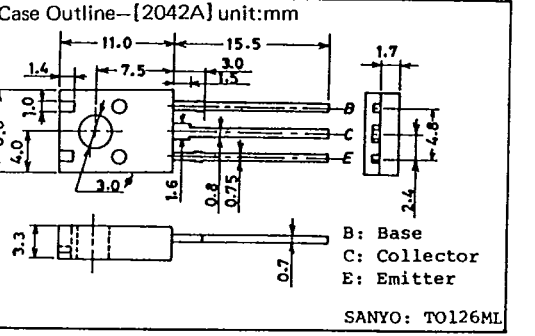 Case Outline-[2042A] unit:mm
11.0 15.5
1.7
1.4 7.5 3.0
1.5
1.0
B
4.0
C
4.8
E
3.0ø
1.6
0.8
0.75
2.4
3.3
0.7
B: Base
C: Collector
E: Emitter
SANYO: TO126ML